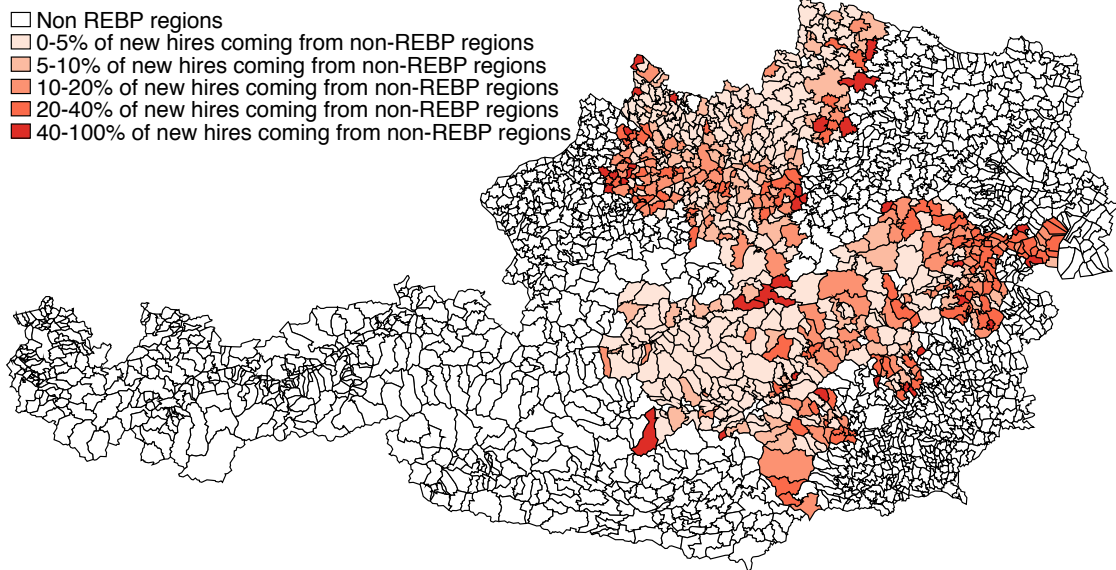 Non REBP regions
0-5% of new hires coming from non-REBP regions
5-10% of new hires coming from non-REBP regions
10-20% of new hires coming from non-REBP regions
20-40% of new hires coming from non-REBP regions
40-100% of new hires coming from non-REBP regions